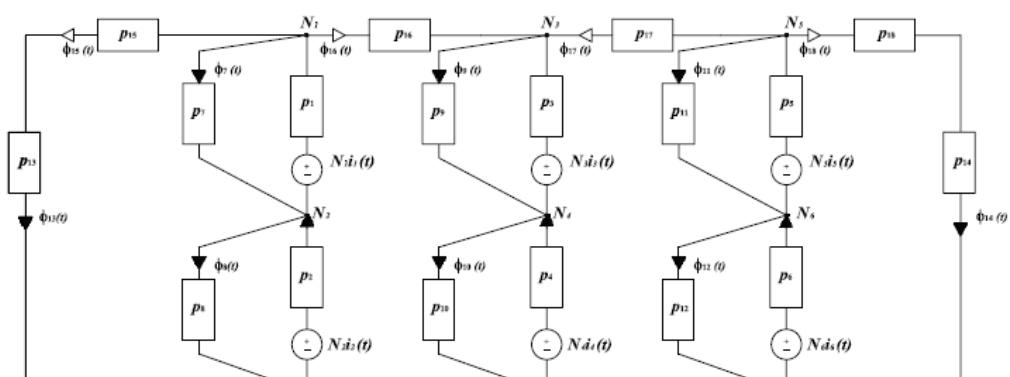 N₁ N₃ N₅
p₁₅ p₁₆ p₁₇ p₁₈
ϕ₁₅(t) ϕ₁₆(t) ϕ₁₇(t) ϕ₁₈(t)
ϕ₇(t) ϕ₉(t) ϕ₁₁(t)
p₇ p₁ p₉ p₃ p₁₁ p₅
p₁₃ p₁₄
N₁i₁(t) N₃i₃(t) N₅i₅(t)
ϕ₁₃(t) N₂ N₄ N₆ ϕ₁₄(t)
ϕ₈(t) ϕ₁₀(t) ϕ₁₂(t)
p₂ p₄ p₆
p₈ p₁₀ p₁₂
N₂i₂(t) N₄i₄(t) N₆i₆(t)